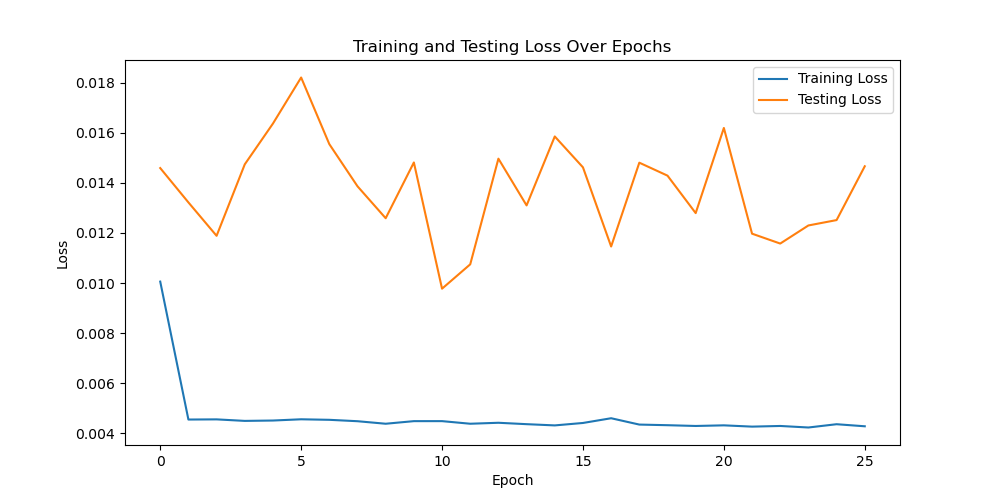 Training and Testing Loss Over Epochs
Training Loss
Testing Loss
0.018
0.016
0.014
0.012
0.010
0.008
0.006
0.004
Loss
0 5 10 15 20 25
Epoch